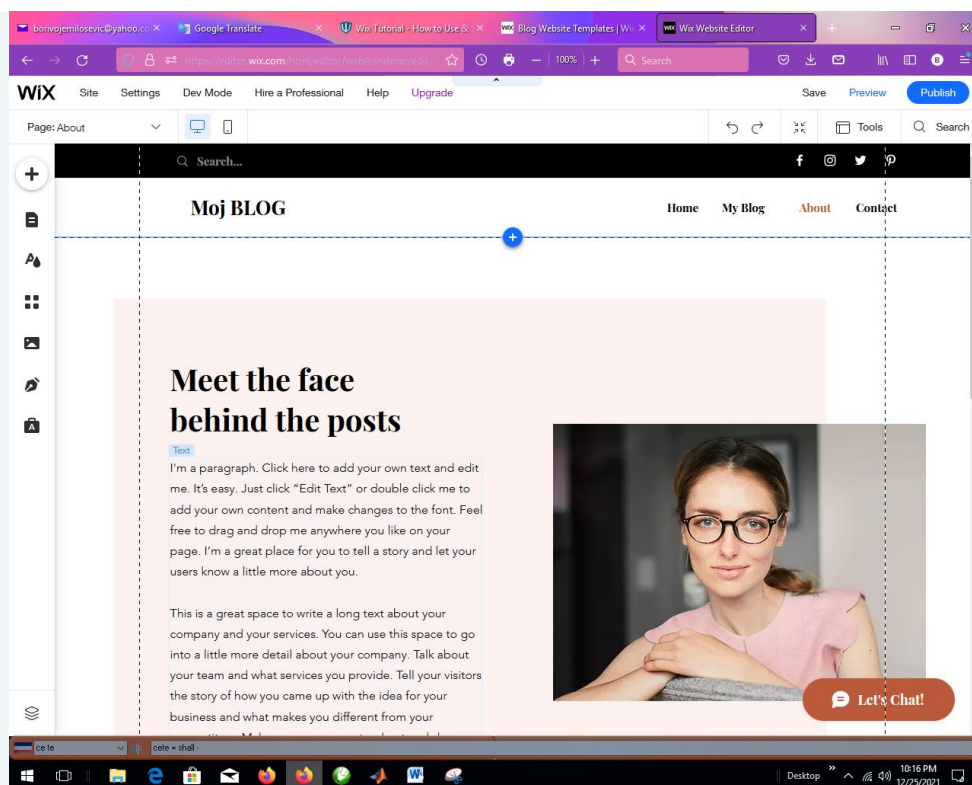 borivojemilosevic@yahoo.co
Google Translate
Wix Tutorial - How to Use &
Blog Website Templates | Wi
Wix Website Editor
https://editor.wix.com/html/editor/web/renderer/edit/
100%
Search
WiX
Site
Settings
Dev Mode
Hire a Professional
Help
Upgrade
Save
Preview
Publish
Page: About
Tools
Search
Search...
Moj BLOG
Home
My Blog
About
Contact
Meet the face
behind the posts
Text
I'm a paragraph. Click here to add your own text and edit
me. It's easy. Just click “Edit Text” or double click me to
add your own content and make changes to the font. Feel
free to drag and drop me anywhere you like on your
page. I'm a great place for you to tell a story and let your
users know a little more about you.
This is a great space to write a long text about your
company and your services. You can use this space to go
into a little more detail about your company. Talk about
your team and what services you provide. Tell your visitors
the story of how you came up with the idea for your
business and what makes you different from your
Let's Chat!
ce te
cete = shall -
Desktop
10:16 PM
12/25/2021